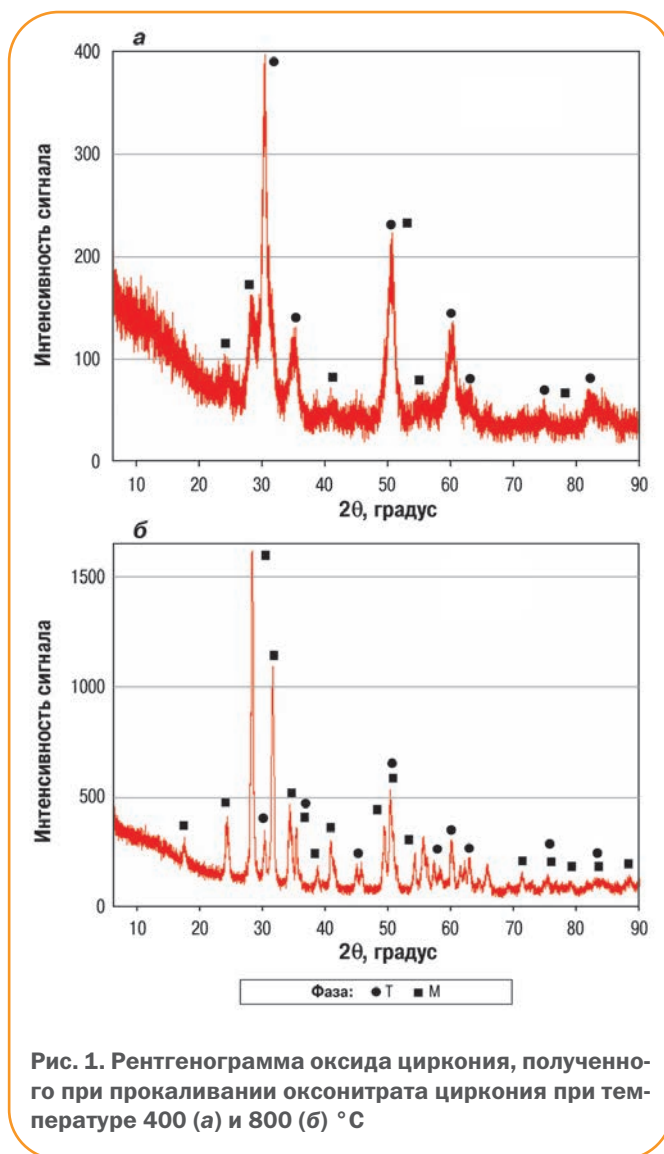 а
400
300
200
100
0
Интенсивность сигнала
10 20 30 40 50 60 70 80 90
2θ, градус
б
1500
1000
500
0
Интенсивность сигнала
10 20 30 40 50 60 70 80 90
2θ, градус
Фаза: ● Т ■ М
Рис. 1. Рентгенограмма оксида циркония, полученно-
го при прокаливании оксонитрата циркония при тем-
пературе 400 (а) и 800 (б) °С